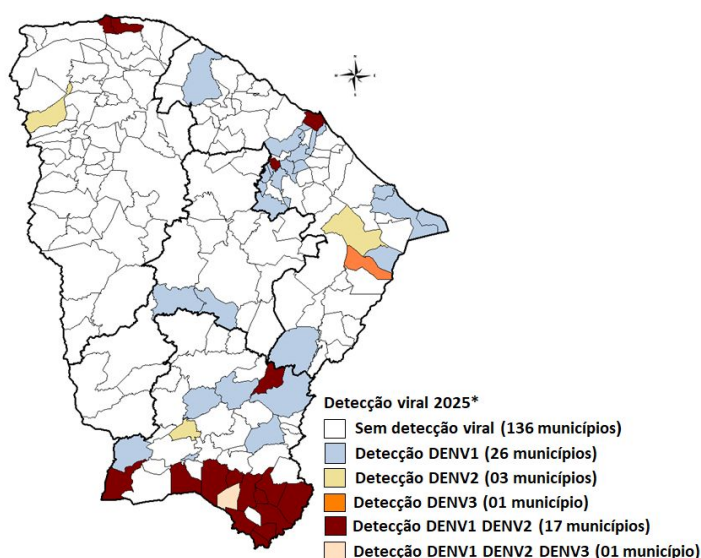 Detecção viral 2025*
Sem detecção viral (136 municípios)
Detecção DENV1 (26 municípios)
Detecção DENV2 (03 municípios)
Detecção DENV3 (01 município)
Detecção DENV1 DENV2 (17 municípios)
Detecção DENV1 DENV2 DENV3 (01 município)